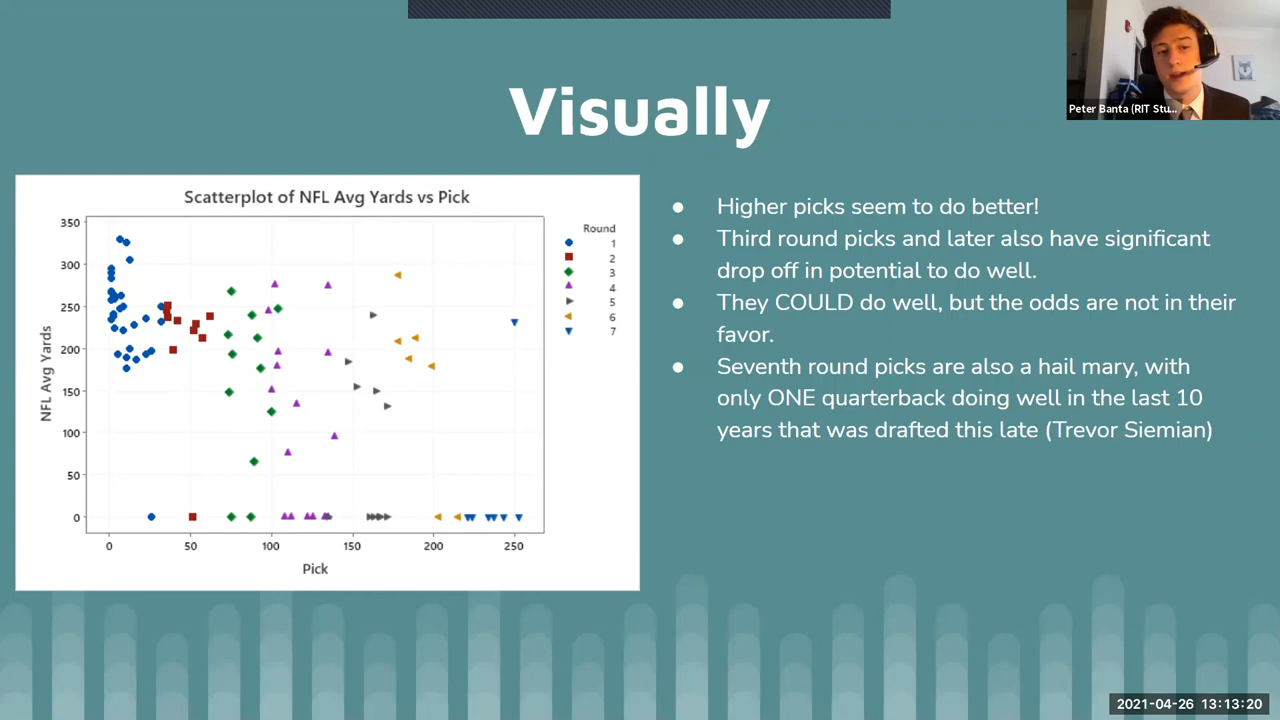 Peter Banta (RIT Stu...
Visually
Scatterplot of NFL Avg Yards vs Pick
350
300
250
200
150
100
50
0
NFL Avg Yards
0 50 100 150 200 250
Pick
Round
1
2
3
4
5
6
7
● Higher picks seem to do better!
● Third round picks and later also have significant
drop off in potential to do well.
● They COULD do well, but the odds are not in their
favor.
● Seventh round picks are also a hail mary, with
only ONE quarterback doing well in the last 10
years that was drafted this late (Trevor Siemian)
2021-04-26 13:13:20